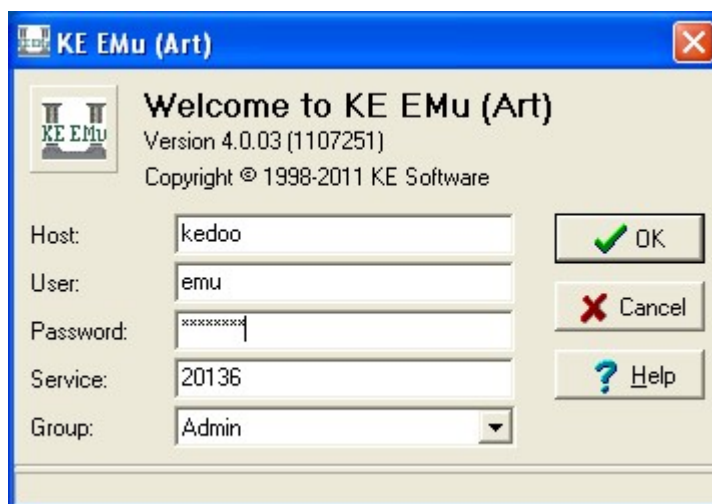 KE EMu (Art)
KE EMu
Welcome to KE EMu (Art)
Version 4.0.03 (1107251)
Copyright © 1998-2011 KE Software
Host: kedoo
OK
User: emu
Cancel
Password: ********
Service: 20136
Help
Group: Admin